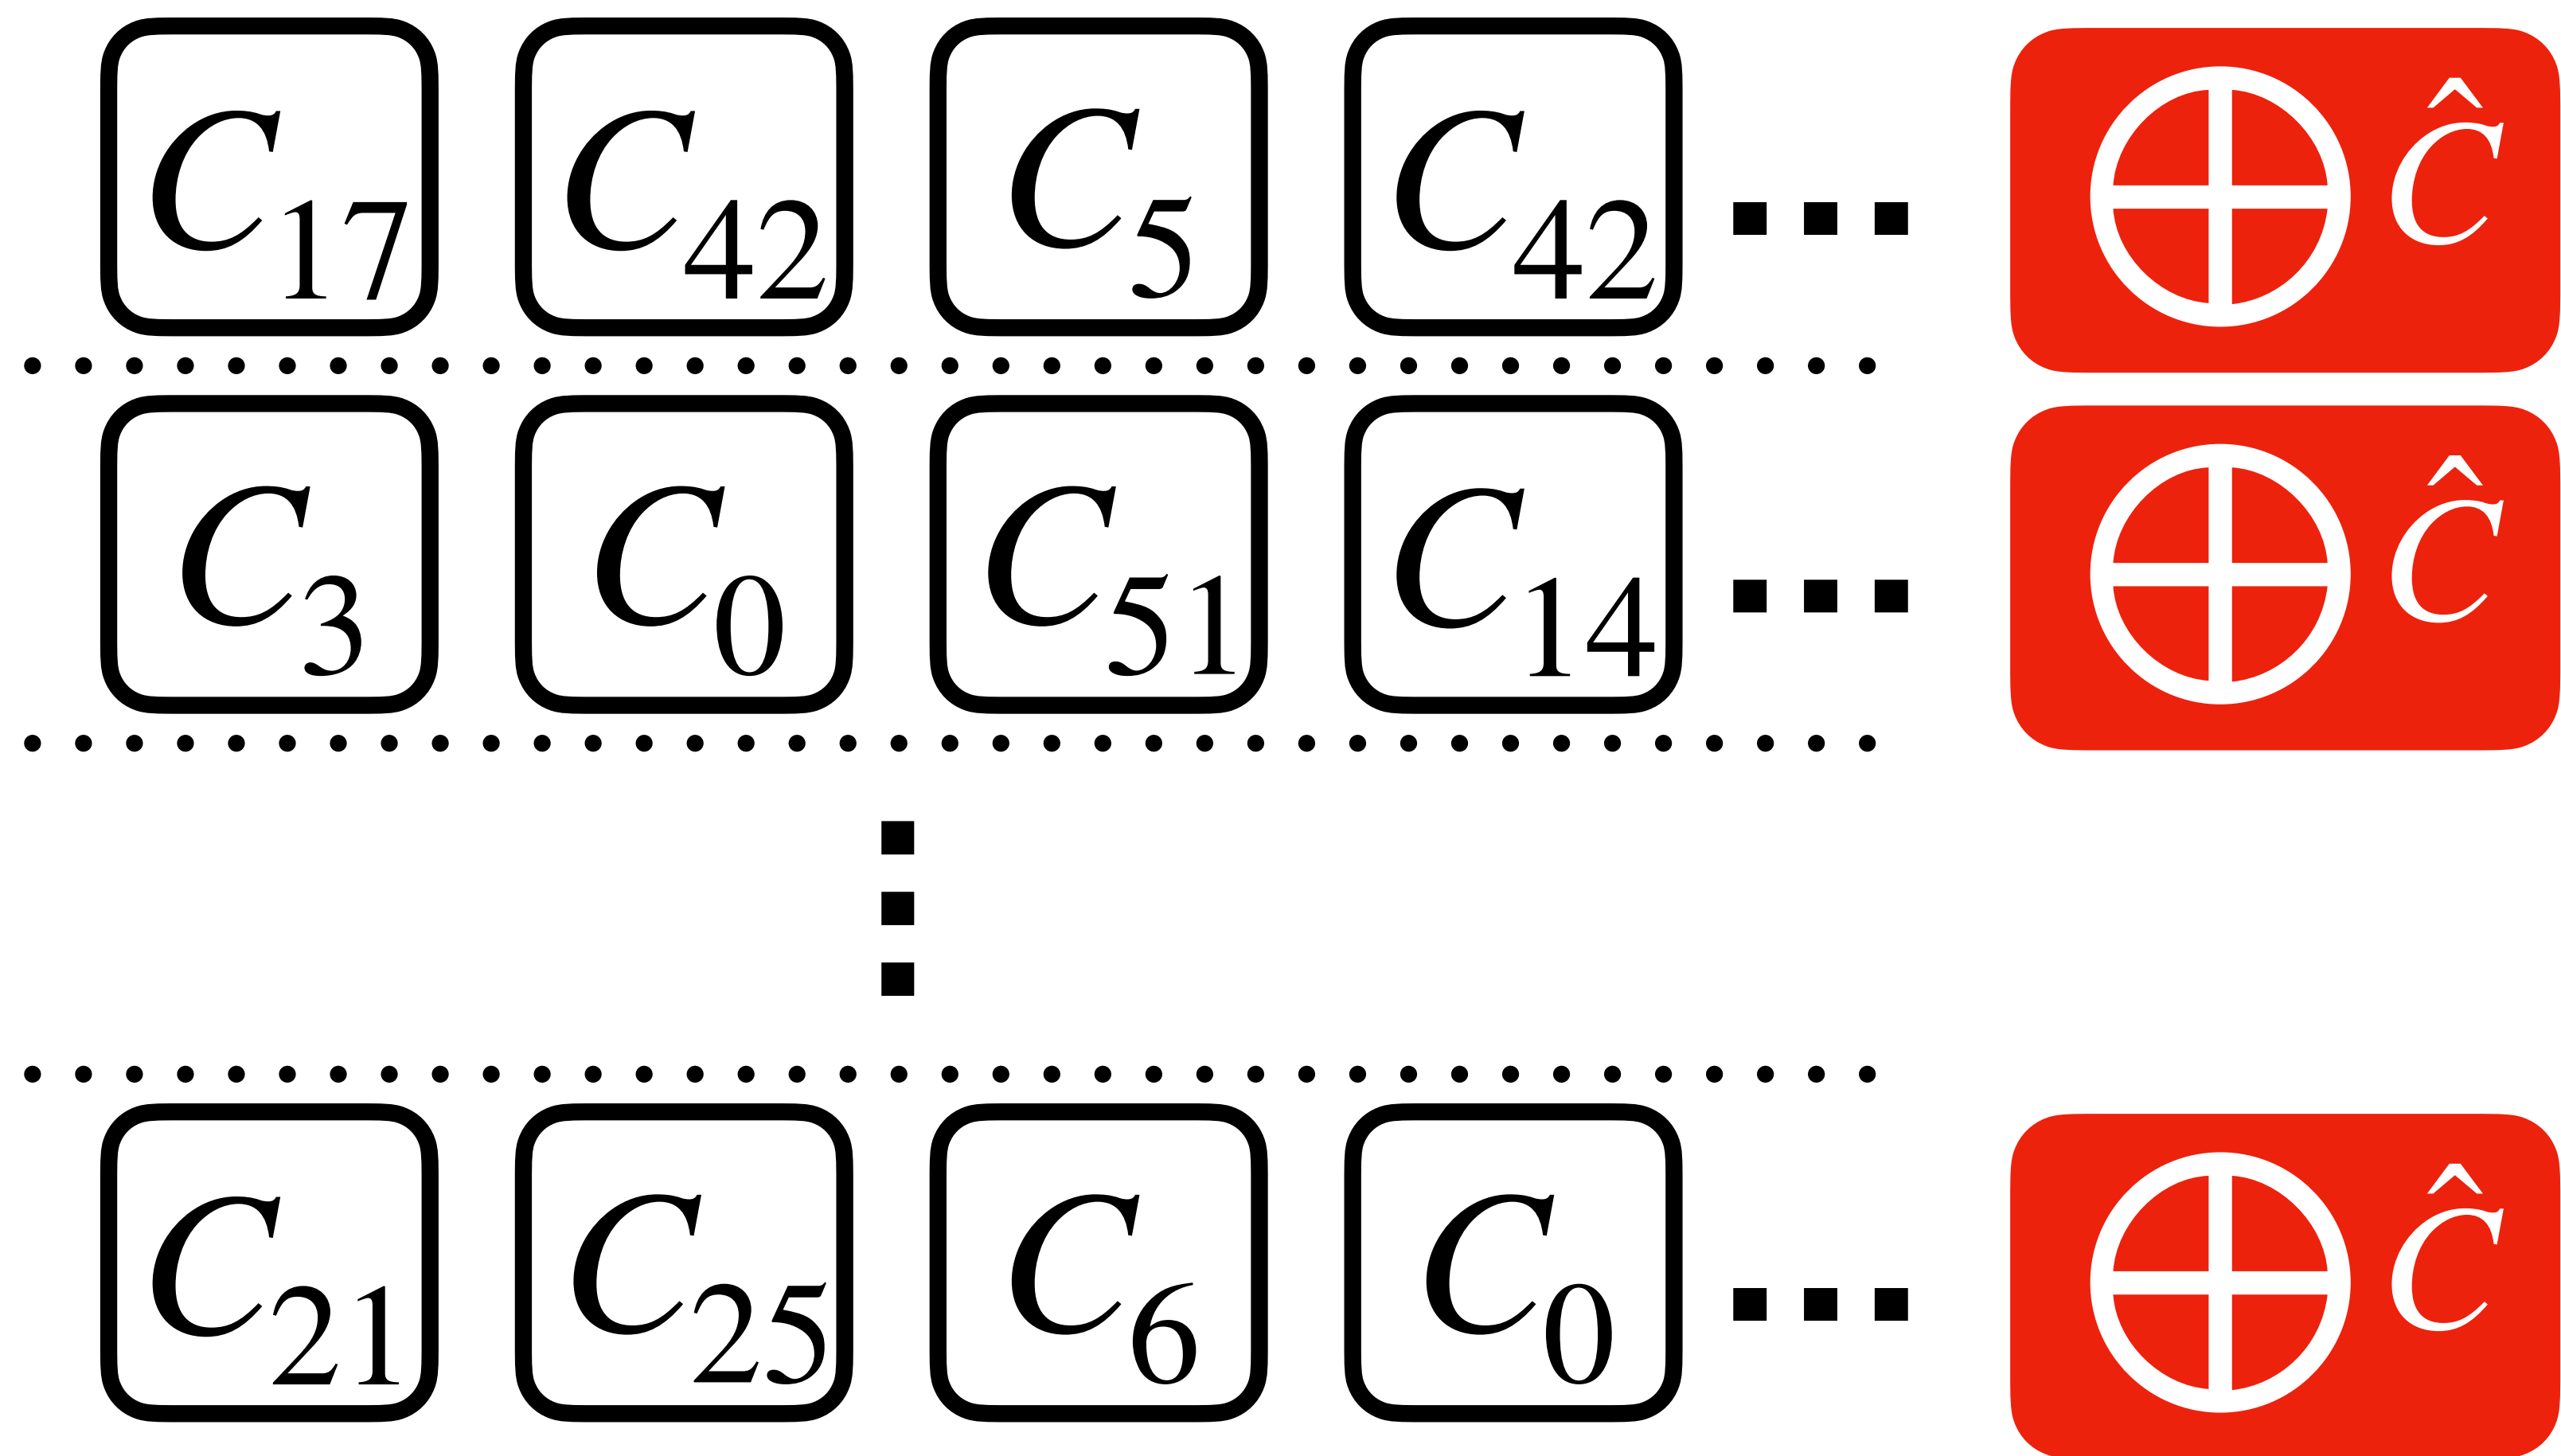 C₁₇ C₄₂ C₅ C₄₂ ⋯ ⊕ Ĉ
C₃ C₀ C₅₁ C₁₄ ⋯ ⊕ Ĉ
⋮
C₂₁ C₂₅ C₆ C₀ ⋯ ⊕ Ĉ